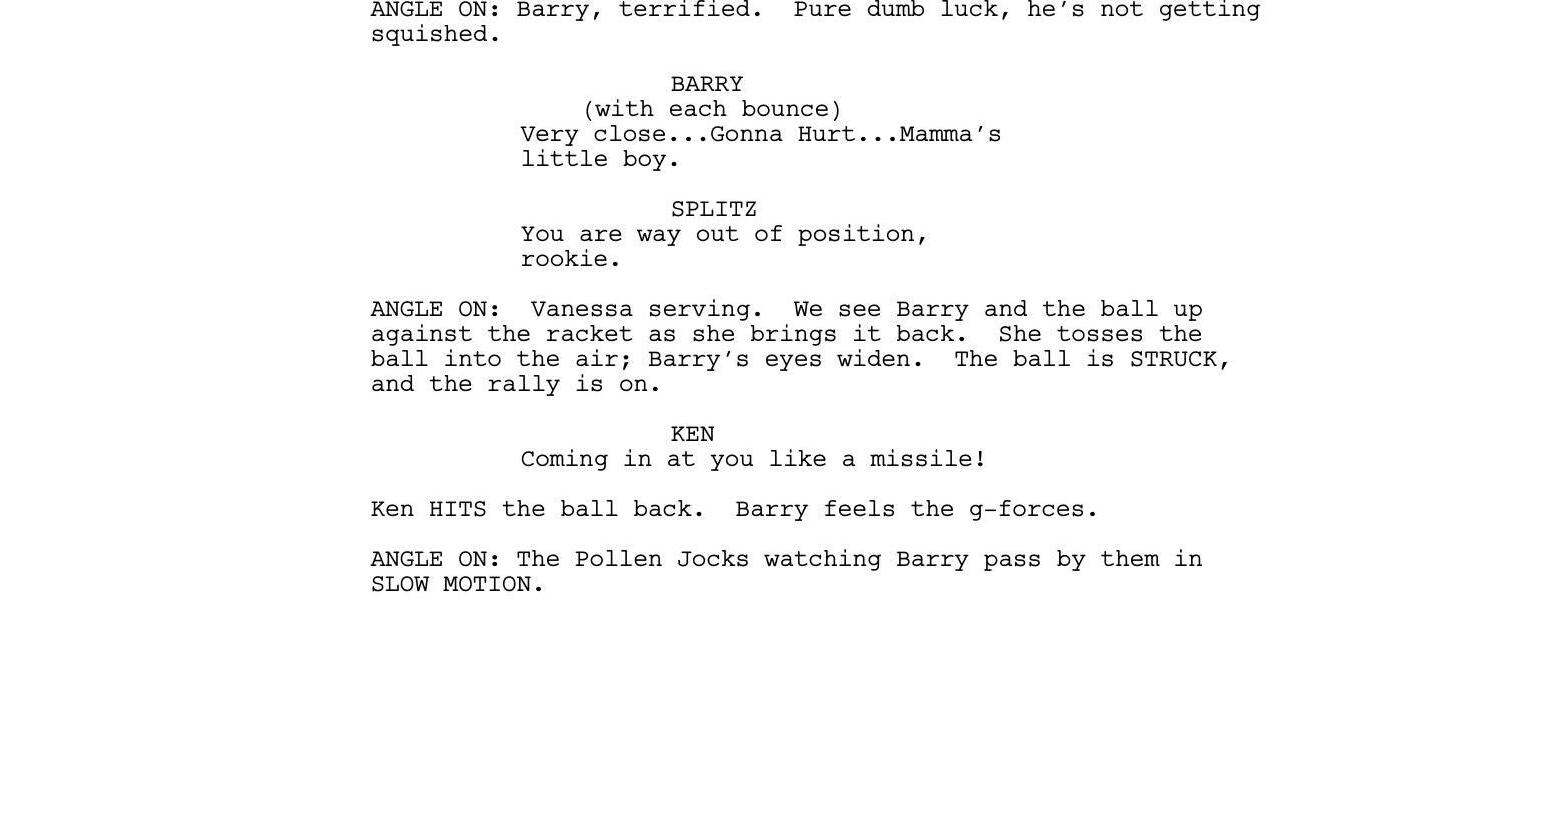 ANGLE ON: Barry, terrified.  Pure dumb luck, he's not getting
squished.
BARRY
(with each bounce)
Very close...Gonna Hurt...Mamma's
little boy.
SPLITZ
You are way out of position,
rookie.
ANGLE ON:  Vanessa serving.  We see Barry and the ball up
against the racket as she brings it back.  She tosses the
ball into the air; Barry's eyes widen.  The ball is STRUCK,
and the rally is on.
KEN
Coming in at you like a missile!
Ken HITS the ball back.  Barry feels the g-forces.
ANGLE ON: The Pollen Jocks watching Barry pass by them in
SLOW MOTION.